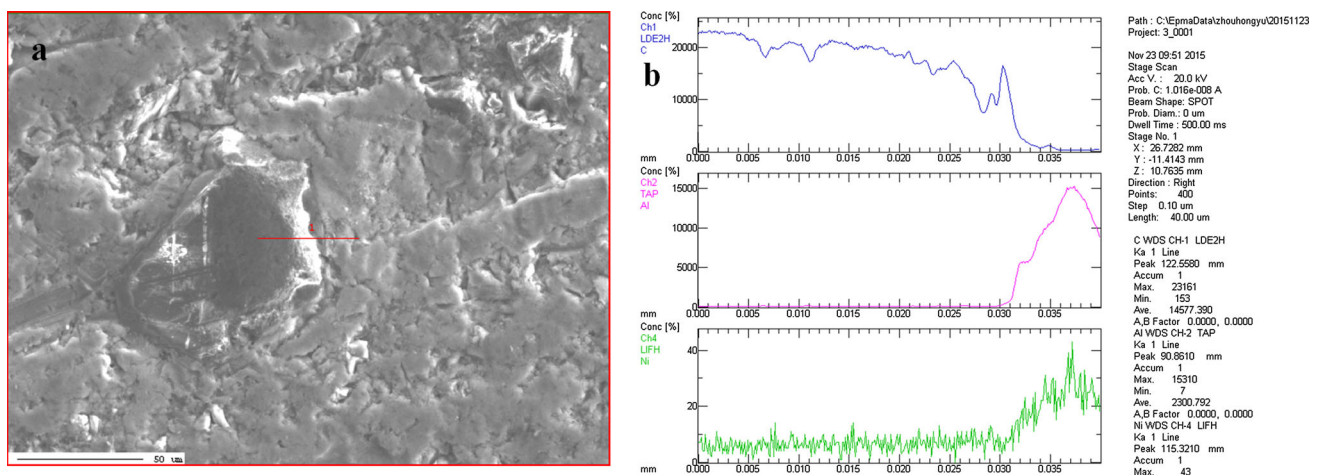 a
1
50 um
b
Conc [%]
Ch1
LDE2H
C
20000
10000
mm
0.000 0.005 0.010 0.015 0.020 0.025 0.030 0.035
Conc [%]
Ch2
TAP
Al
15000
10000
5000
mm
0.000 0.005 0.010 0.015 0.020 0.025 0.030 0.035
Conc [%]
Ch4
LIFH
Ni
40
20
mm
0.000 0.005 0.010 0.015 0.020 0.025 0.030 0.035
Path : C:\EpmaData\zhouhongyu\20151123
Project: 3_0001
Nov 23 09:51 2015
Stage Scan
Acc V. : 20.0 kV
Prob. C: 1.016e-008 A
Beam Shape: SPOT
Prob. Diam.: 0 um
Dwell Time : 500.00 ms
Stage No. 1
X : 26.7282 mm
Y : -11.4143 mm
Z : 10.7635 mm
Direction : Right
Points: 400
Step 0.10 um
Length: 40.00 um
C WDS CH-1 LDE2H
Ka 1 Line
Peak 122.5580 mm
Accum 1
Max. 23161
Min. 153
Ave. 14577.390
A,B Factor 0.0000, 0.0000
Al WDS CH-2 TAP
Ka 1 Line
Peak 90.8610 mm
Accum 1
Max. 15310
Min. 7
Ave. 2300.792
A,B Factor 0.0000, 0.0000
Ni WDS CH-4 LIFH
Ka 1 Line
Peak 115.3210 mm
Accum 1
Max. 43